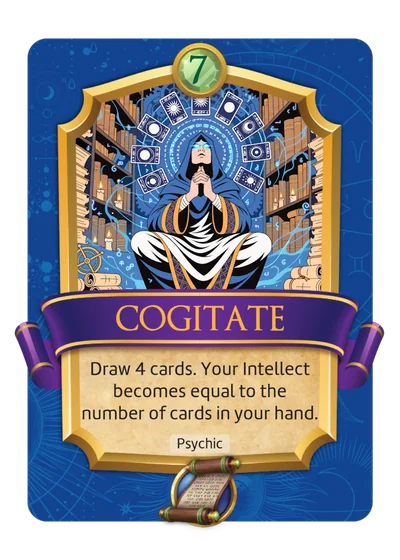 7
COGITATE
Draw 4 cards. Your Intellect
becomes equal to the
number of cards in your hand.
Psychic